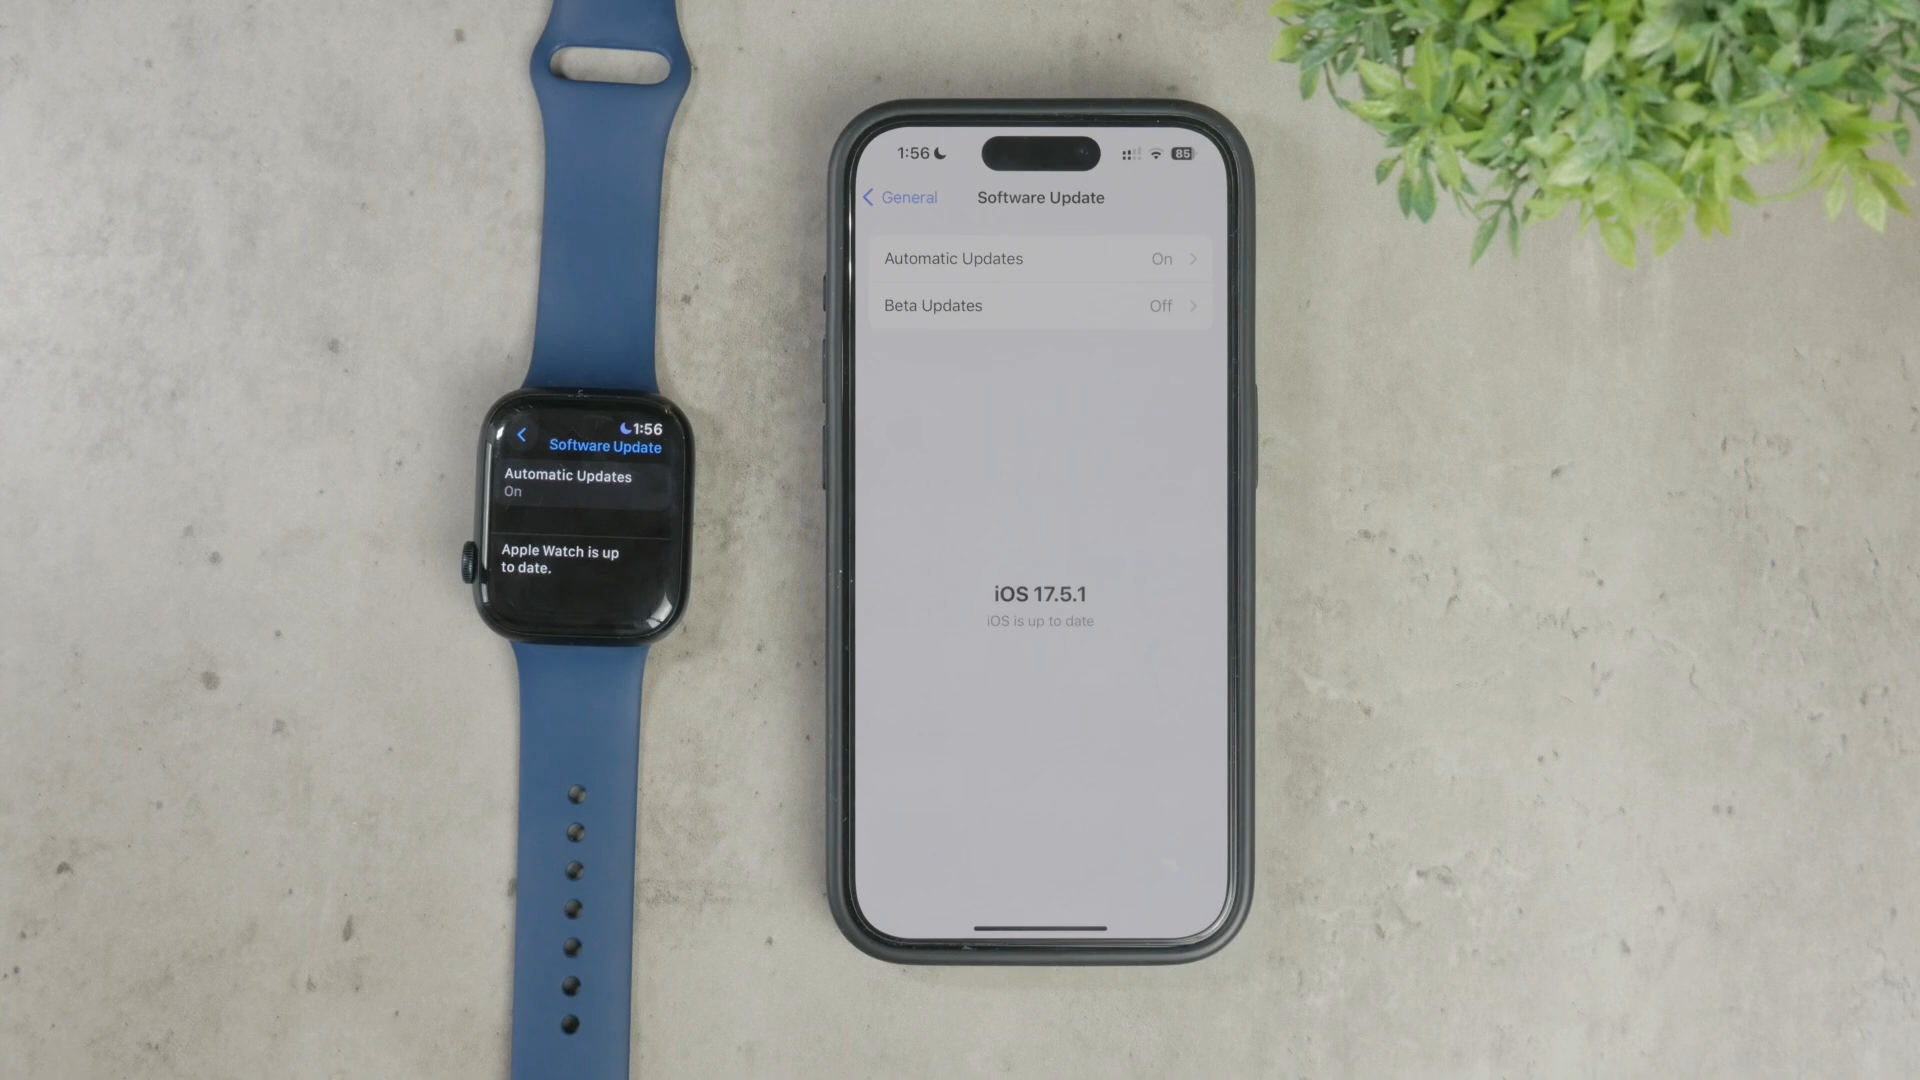 1:56
Software Update
Automatic Updates
On
Apple Watch is up
to date.
1:56
85
General
Software Update
Automatic Updates On
Beta Updates Off
iOS 17.5.1
iOS is up to date